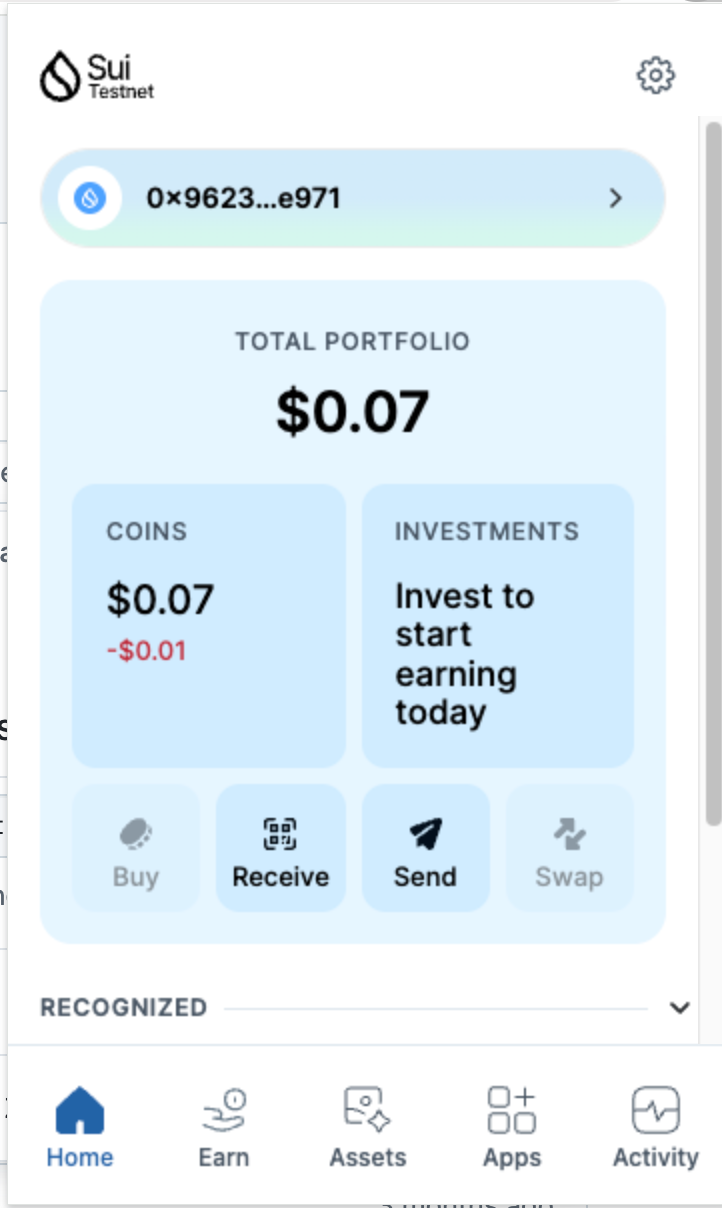 Sui
Testnet
0×9623...e971
TOTAL PORTFOLIO
$0.07
COINS
$0.07
-$0.01
INVESTMENTS
Invest to
start
earning
today
Buy
Receive
Send
Swap
RECOGNIZED
Home
Earn
Assets
Apps
Activity